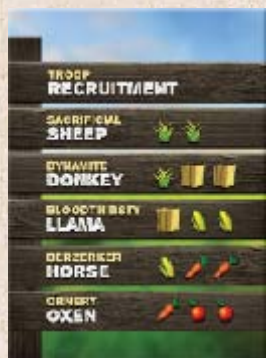 TROOP
RECRUITMENT
SACRIFICIAL
SHEEP
DYNAMITE
DONKEY
BLOODTHIRSTY
LLAMA
BERZERKER
HORSE
ORNERY
OXEN